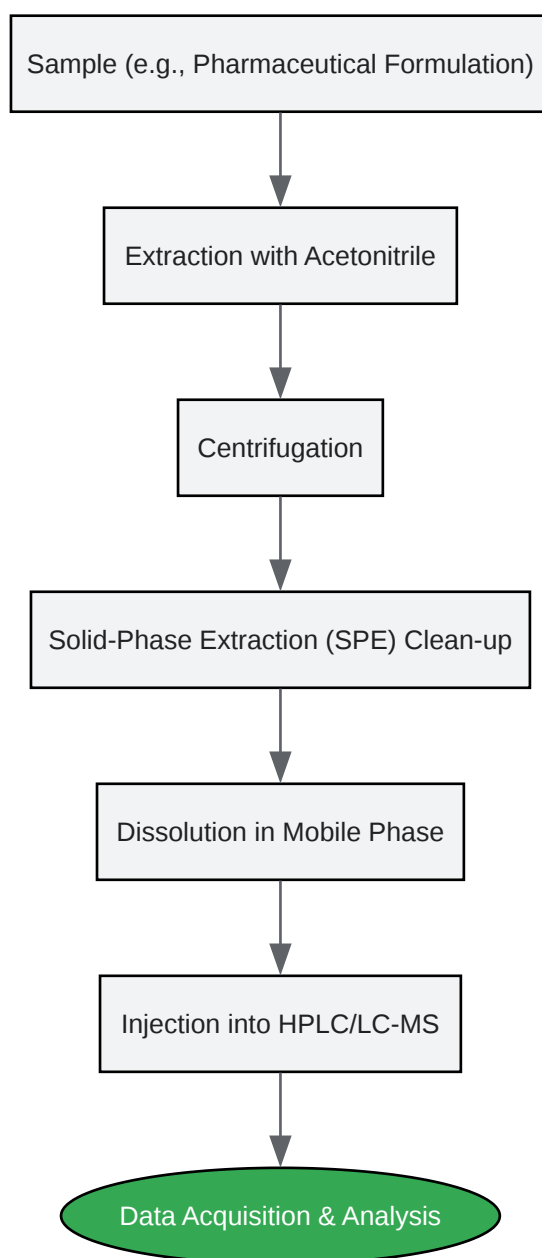 Sample (e.g., Pharmaceutical Formulation)
Extraction with Acetonitrile
Centrifugation
Solid-Phase Extraction (SPE) Clean-up
Dissolution in Mobile Phase
Injection into HPLC/LC-MS
Data Acquisition & Analysis